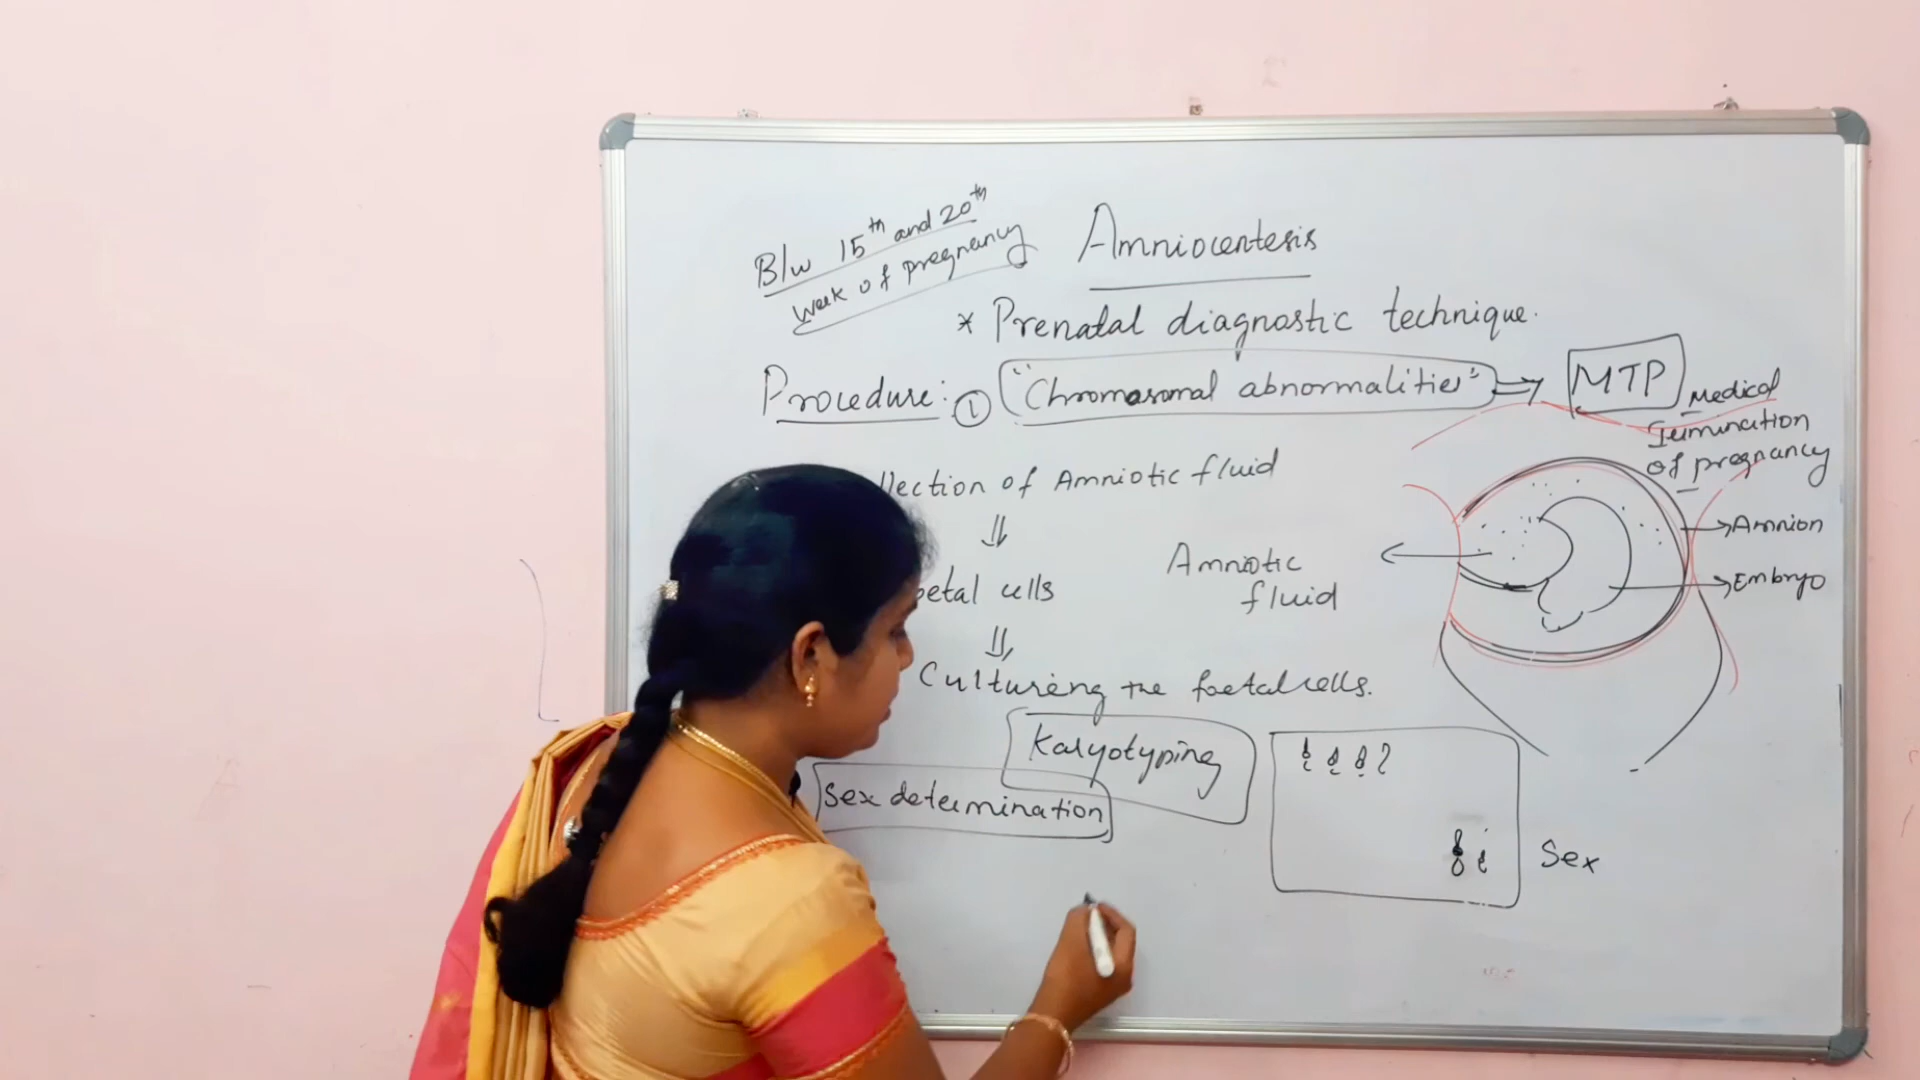 B/w 15th and 20th
week of pregnancy
Amniocentesis
* Prenatal diagnostic technique.
Procedure: ① "Chromosomal abnormalities" ⇒ MTP
Medical
Termination
of pregnancy
llection of Amniotic fluid
⇓
oetal cells
⇓
Culturing the foetal cells.
Amniotic
fluid
Amnion
Embryo
Karyotyping
Sex determination
Sex